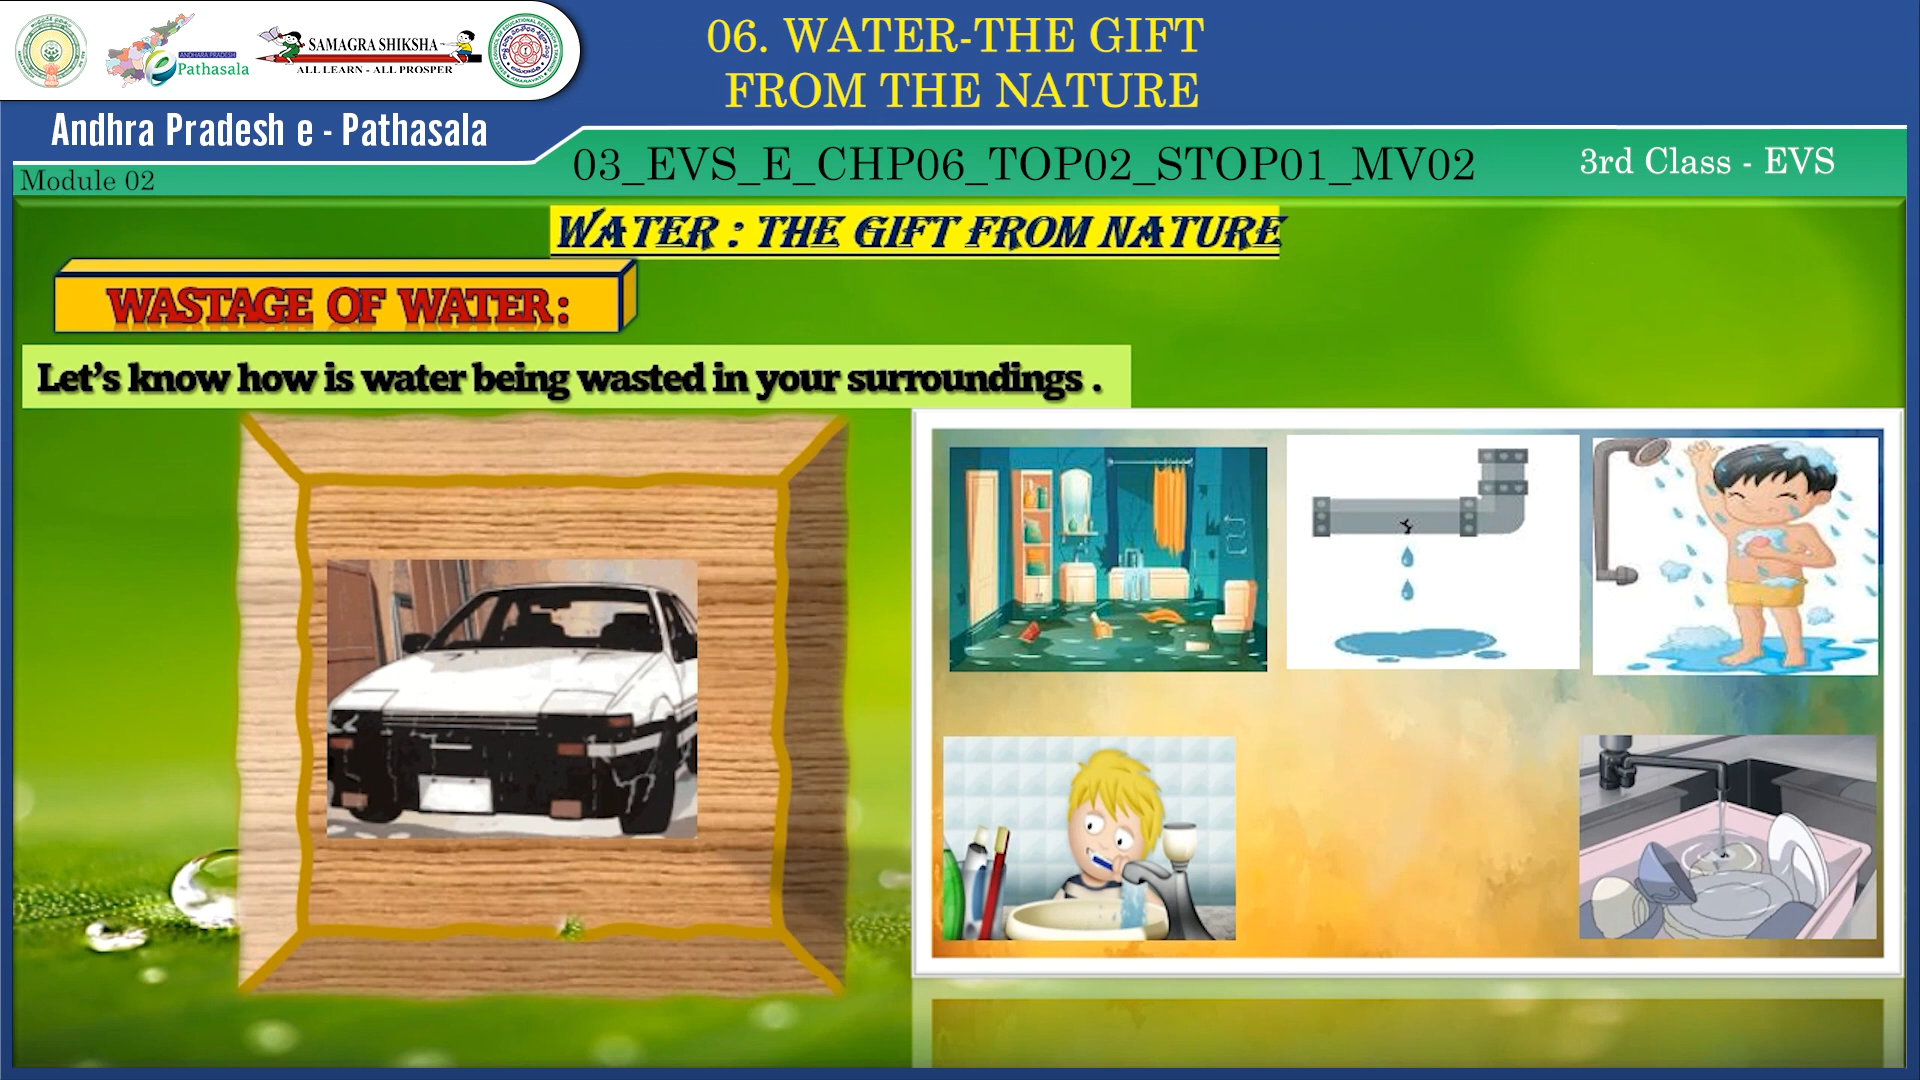 ANDHRA PRADESH
Pathasala
SAMAGRA SHIKSHA
ALL LEARN - ALL PROSPER
Andhra Pradesh e - Pathasala
06. WATER-THE GIFT
FROM THE NATURE
Module 02
03_EVS_E_CHP06_TOP02_STOP01_MV02
3rd Class - EVS
WATER : THE GIFT FROM NATURE
WASTAGE OF WATER:
Let's know how is water being wasted in your surroundings .